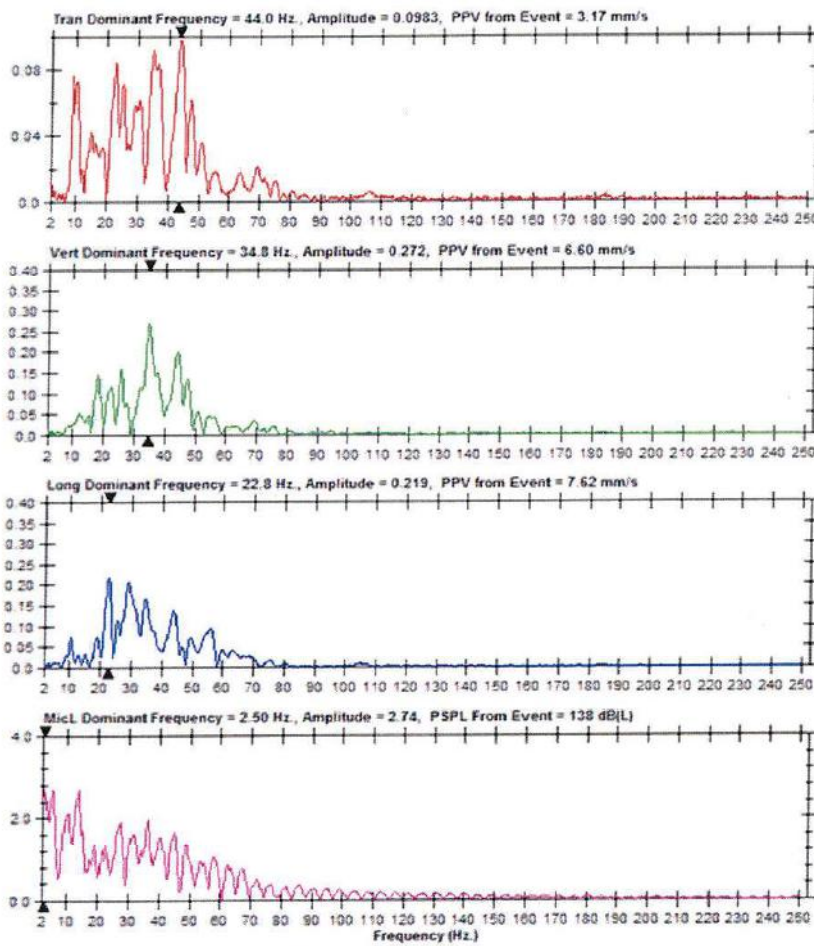 Tran Dominant Frequency = 44.0 Hz., Amplitude = 0.0983, PPV from Event = 3.17 mm/s
0.08
0.04
0.0
2 10 20 30 40 50 60 70 80 90 100 110 120 130 140 150 160 170 180 190 200 210 220 230 240 250
Vert Dominant Frequency = 34.8 Hz., Amplitude = 0.272, PPV from Event = 6.60 mm/s
0.40
0.35
0.30
0.25
0.20
0.15
0.10
0.05
0.0
2 10 20 30 40 50 60 70 80 90 100 110 120 130 140 150 160 170 180 190 200 210 220 230 240 250
Long Dominant Frequency = 22.8 Hz., Amplitude = 0.219, PPV from Event = 7.62 mm/s
0.40
0.35
0.30
0.25
0.20
0.15
0.10
0.05
0.0
2 10 20 30 40 50 60 70 80 90 100 110 120 130 140 150 160 170 180 190 200 210 220 230 240 250
MicL Dominant Frequency = 2.50 Hz., Amplitude = 2.74, PSPL From Event = 138 dB(L)
4.0
2.0
0.0
2 10 20 30 40 50 60 70 80 90 100 110 120 130 140 150 160 170 180 190 200 210 220 230 240 250
Frequency (Hz.)